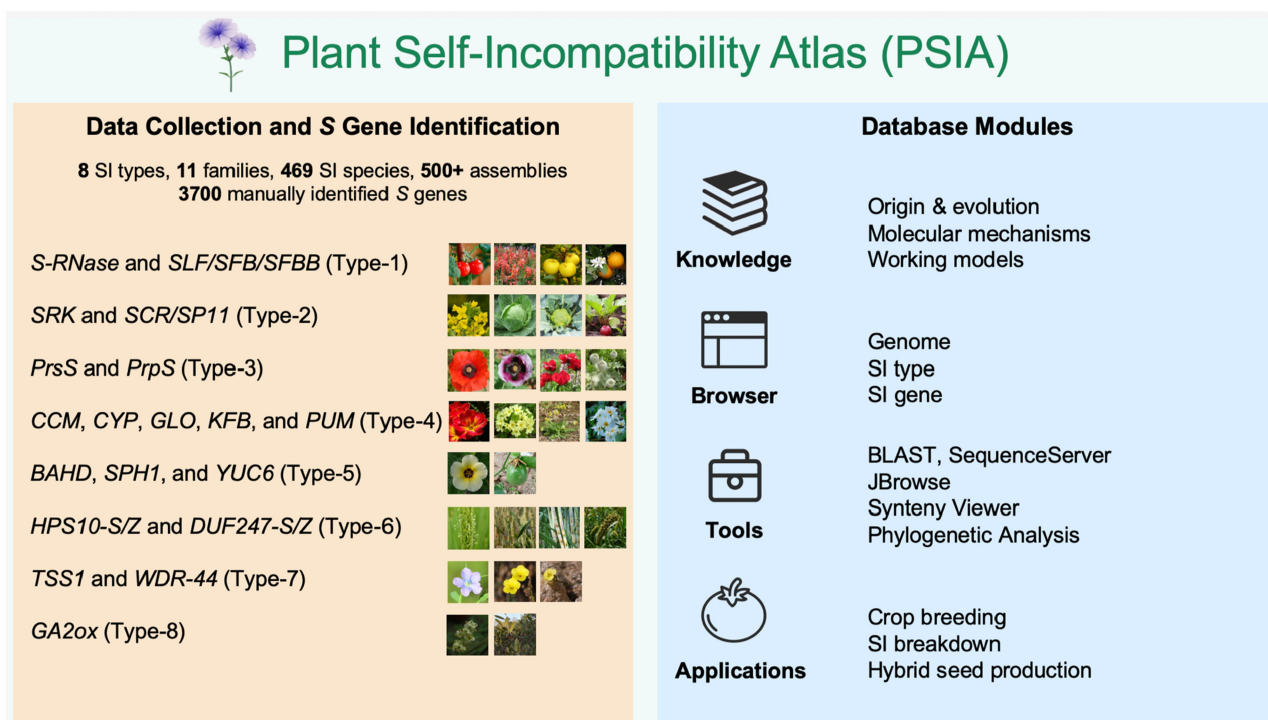 Plant Self-Incompatibility Atlas (PSIA)
Data Collection and S Gene Identification
8 SI types, 11 families, 469 SI species, 500+ assemblies
3700 manually identified S genes
S-RNase and SLF/SFB/SFBB (Type-1)
SRK and SCR/SP11 (Type-2)
PrsS and PrpS (Type-3)
CCM, CYP, GLO, KFB, and PUM (Type-4)
BAHD, SPH1, and YUC6 (Type-5)
HPS10-S/Z and DUF247-S/Z (Type-6)
TSS1 and WDR-44 (Type-7)
GA2ox (Type-8)
Database Modules
Knowledge
Origin & evolution
Molecular mechanisms
Working models
Browser
Genome
SI type
SI gene
Tools
BLAST, SequenceServer
JBrowse
Synteny Viewer
Phylogenetic Analysis
Applications
Crop breeding
SI breakdown
Hybrid seed production